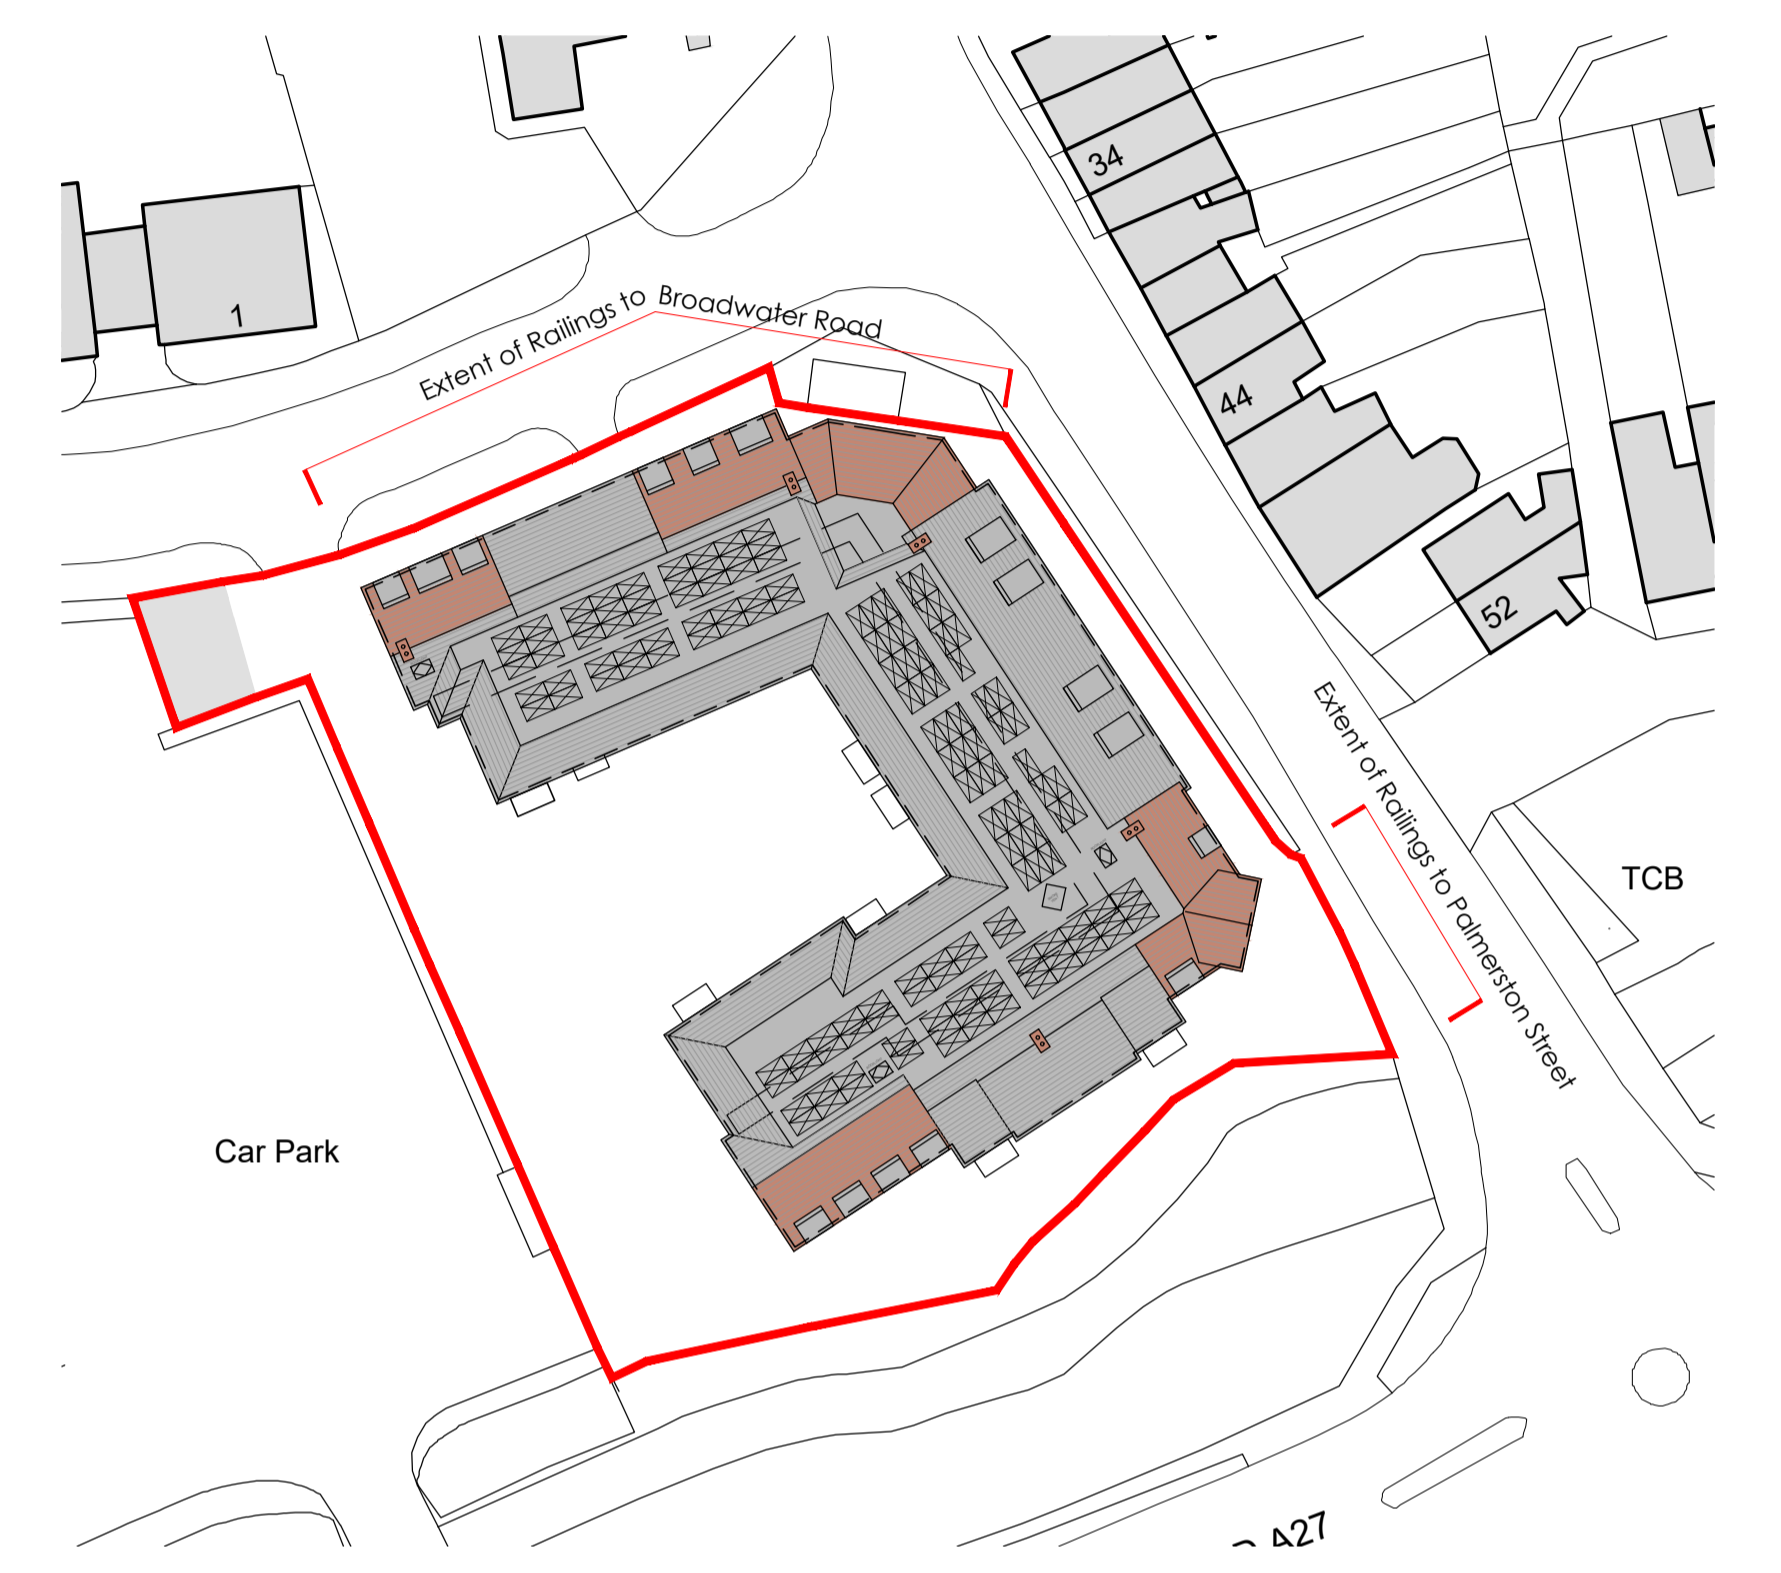 34
1
Extent of Railings to Broadwater Road
44
52
Extent of Railings to Palmerston Street
TCB
Car Park
A27